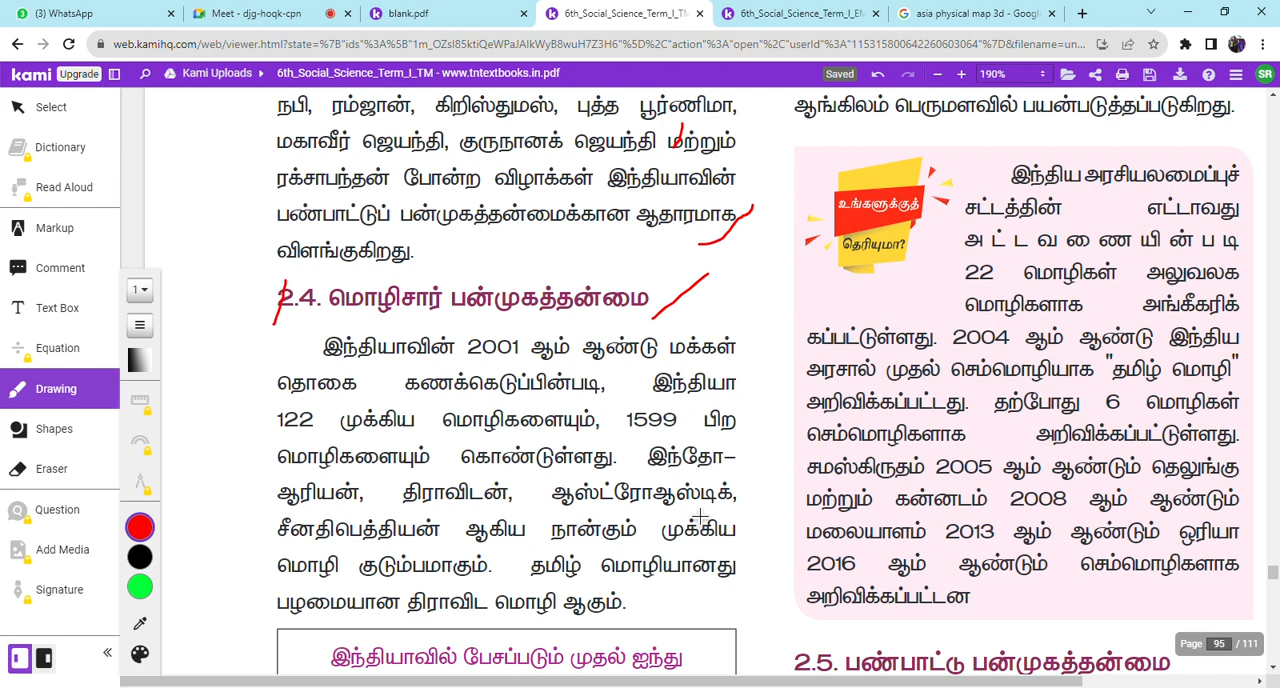 (3) WhatsApp
Meet - djg-hoqk-cpn
blank.pdf
6th_Social_Science_Term_I_TM
6th_Social_Science_Term_I_EM
asia physical map 3d - Google
web.kamihq.com/web/viewer.html?state=%7B"ids"%3A%5B"1m_OZsI85ktiQeWPaJAIkWyB8wuH7Z3H6"%5D%2C"action"%3A"open"%2C"userId"%3A"115315800642260603064"%7D&filename=un...
kami Upgrade Kami Uploads 6th_Social_Science_Term_I_TM - www.tntextbooks.in.pdf Saved 190% SR
Select
Dictionary
Read Aloud
Markup
Comment
Text Box
Equation
Drawing
Shapes
Eraser
Question
Add Media
Signature
1
நபி, ரம்ஜான், கிறிஸ்துமஸ், புத்த பூர்ணிமா,
மகாவீர் ஜெயந்தி, குருநானக் ஜெயந்தி மற்றும்
ரக்சாபந்தன் போன்ற விழாக்கள் இந்தியாவின்
பண்பாட்டுப் பன்முகத்தன்மைக்கான ஆதாரமாக
விளங்குகிறது.
2.4. மொழிசார் பன்முகத்தன்மை
இந்தியாவின் 2001 ஆம் ஆண்டு மக்கள்
தொகை கணக்கெடுப்பின்படி, இந்தியா
122 முக்கிய மொழிகளையும், 1599 பிற
மொழிகளையும் கொண்டுள்ளது. இந்தோ–
ஆரியன், திராவிடன், ஆஸ்ட்ரோஆஸ்டிக்,
சீனதிபெத்தியன் ஆகிய நான்கும் முக்கிய
மொழி குடும்பமாகும். தமிழ் மொழியானது
பழமையான திராவிட மொழி ஆகும்.
இந்தியாவில் பேசப்படும் முதல் ஐந்து
ஆங்கிலம் பெருமளவில் பயன்படுத்தப்படுகிறது.
உங்களுக்குத்
தெரியுமா?
இந்திய அரசியலமைப்புச்
சட்டத்தின் எட்டாவது
அட்டவணையின்படி
22 மொழிகள் அலுவலக
மொழிகளாக அங்கீகரிக்
கப்பட்டுள்ளது. 2004 ஆம் ஆண்டு இந்திய
அரசால் முதல் செம்மொழியாக "தமிழ் மொழி"
அறிவிக்கப்பட்டது. தற்போது 6 மொழிகள்
செம்மொழிகளாக அறிவிக்கப்பட்டுள்ளது.
சமஸ்கிருதம் 2005 ஆம் ஆண்டும் தெலுங்கு
மற்றும் கன்னடம் 2008 ஆம் ஆண்டும்
மலையாளம் 2013 ஆம் ஆண்டும் ஒரியா
2016 ஆம் ஆண்டும் செம்மொழிகளாக
அறிவிக்கப்பட்டன
2.5. பண்பாட்டு பன்முகத்தன்மை
Page 95 / 111